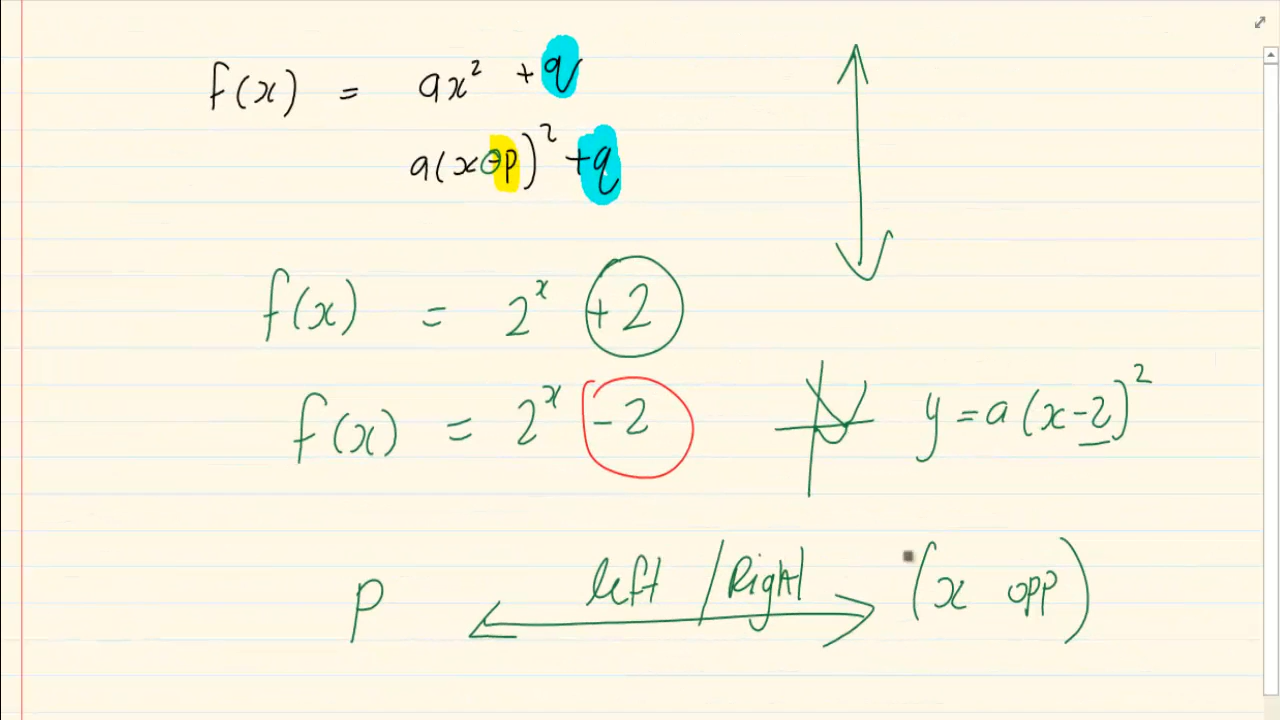 f(x) = ax² + q
a(x-p)² + q
f(x) = 2ˣ + 2
f(x) = 2ˣ - 2
y = a(x-2)²
p left / Right (x opp)